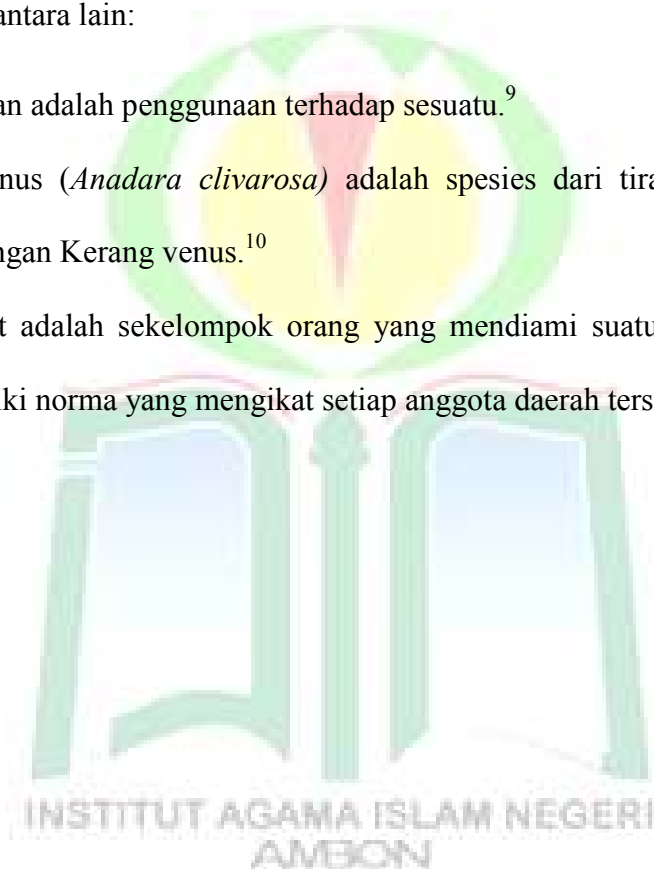 antara lain:
an adalah penggunaan terhadap sesuatu.9
nus (Anadara clivarosa) adalah spesies dari tira
ngan Kerang venus.10
t adalah sekelompok orang yang mendiami suatu
ki norma yang mengikat setiap anggota daerah ters
INSTITUT AGAMA ISLAM NEGERI
AMBON